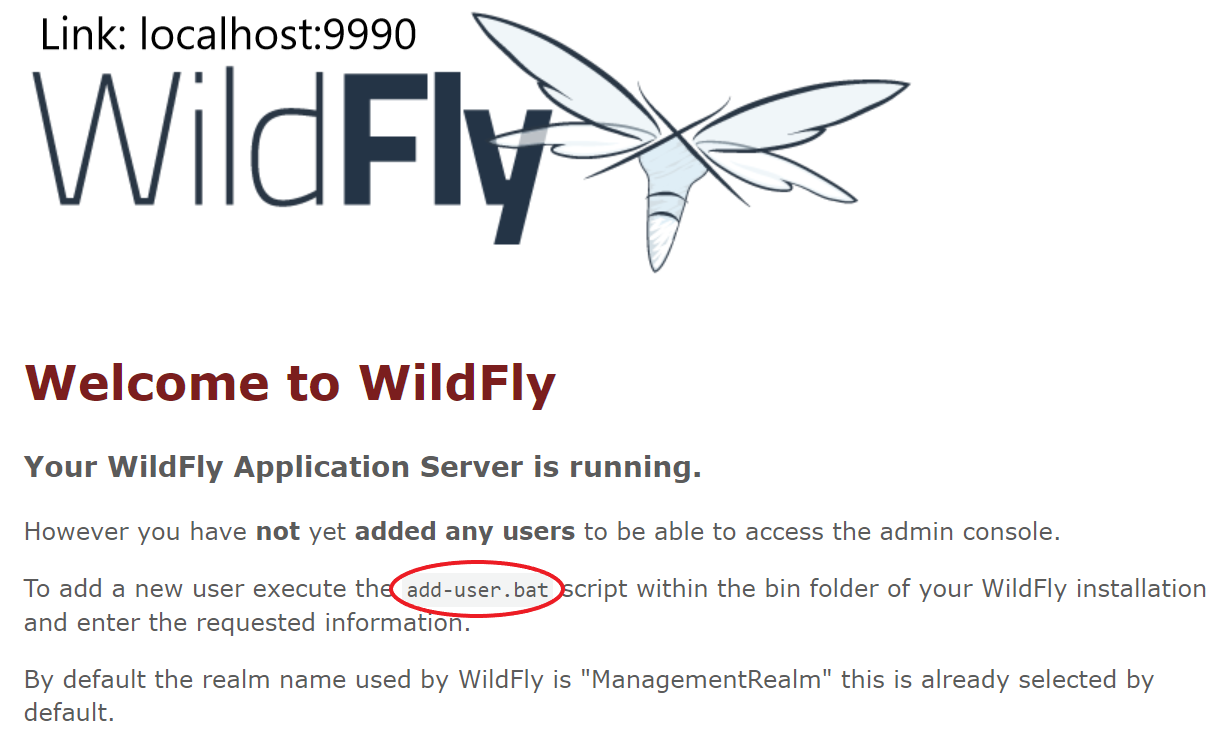 Link: localhost:9990
WildFly
Welcome to WildFly
Your WildFly Application Server is running.
However you have not yet added any users to be able to access the admin console.
To add a new user execute the add-user.bat script within the bin folder of your WildFly installation
and enter the requested information.
By default the realm name used by WildFly is "ManagementRealm" this is already selected by
default.